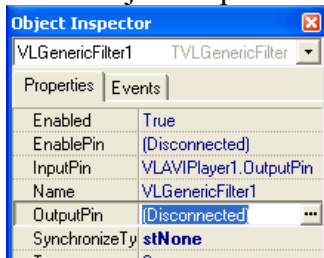 Object Inspector
VLGenericFilter1 TVLGenericFilter
Properties Events
Enabled True
EnablePin (Disconnected)
InputPin VLAVIPlayer1.OutputPin
Name VLGenericFilter1
OutputPin (Disconnected) ...
SynchronizeTy stNone